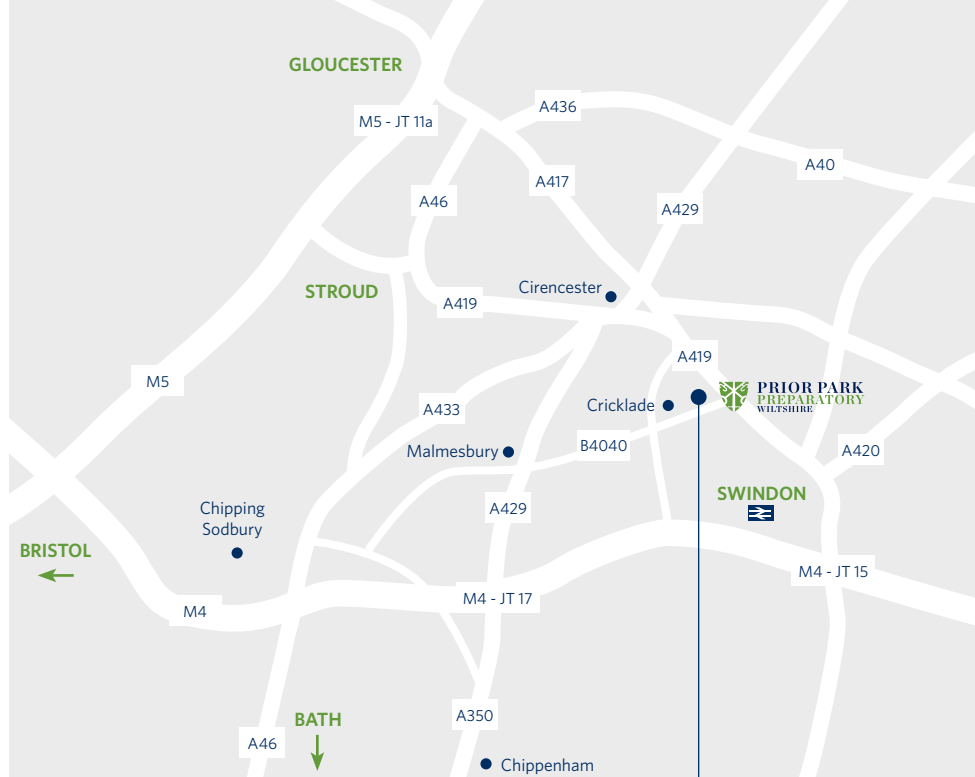 GLOUCESTER
A436
M5 - JT 11a
A40
A417
A46
A429
Cirencester
STROUD
A419
A419
M5
PRIOR PARK
PREPARATORY
WILTSHIRE
Cricklade
A433
B4040
Malmesbury
A420
SWINDON
Chipping
Sodbury
A429
BRISTOL
M4 - JT 15
M4 - JT 17
M4
A350
BATH
A46
Chippenham